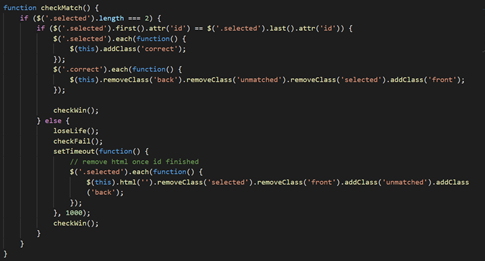 function checkMatch() {
    if ($('.selected').length === 2) {
        if ($('.selected').first().attr('id') == $('.selected').last().attr('id')) {
            $('.selected').each(function() {
                $(this).addClass('correct');
            });
            $('.correct').each(function() {
                $(this).removeClass('back').removeClass('unmatched').removeClass('selected').addClass('front');
            });

            checkWin();
        } else {
            loseLife();
            checkFail();
            setTimeout(function() {
                // remove html once id finished
                $('.selected').each(function() {
                    $(this).html('').removeClass('selected').removeClass('front').addClass('unmatched').addClass
                    ('back');
                });
            }, 1000);
            checkWin();
        }
    }
}